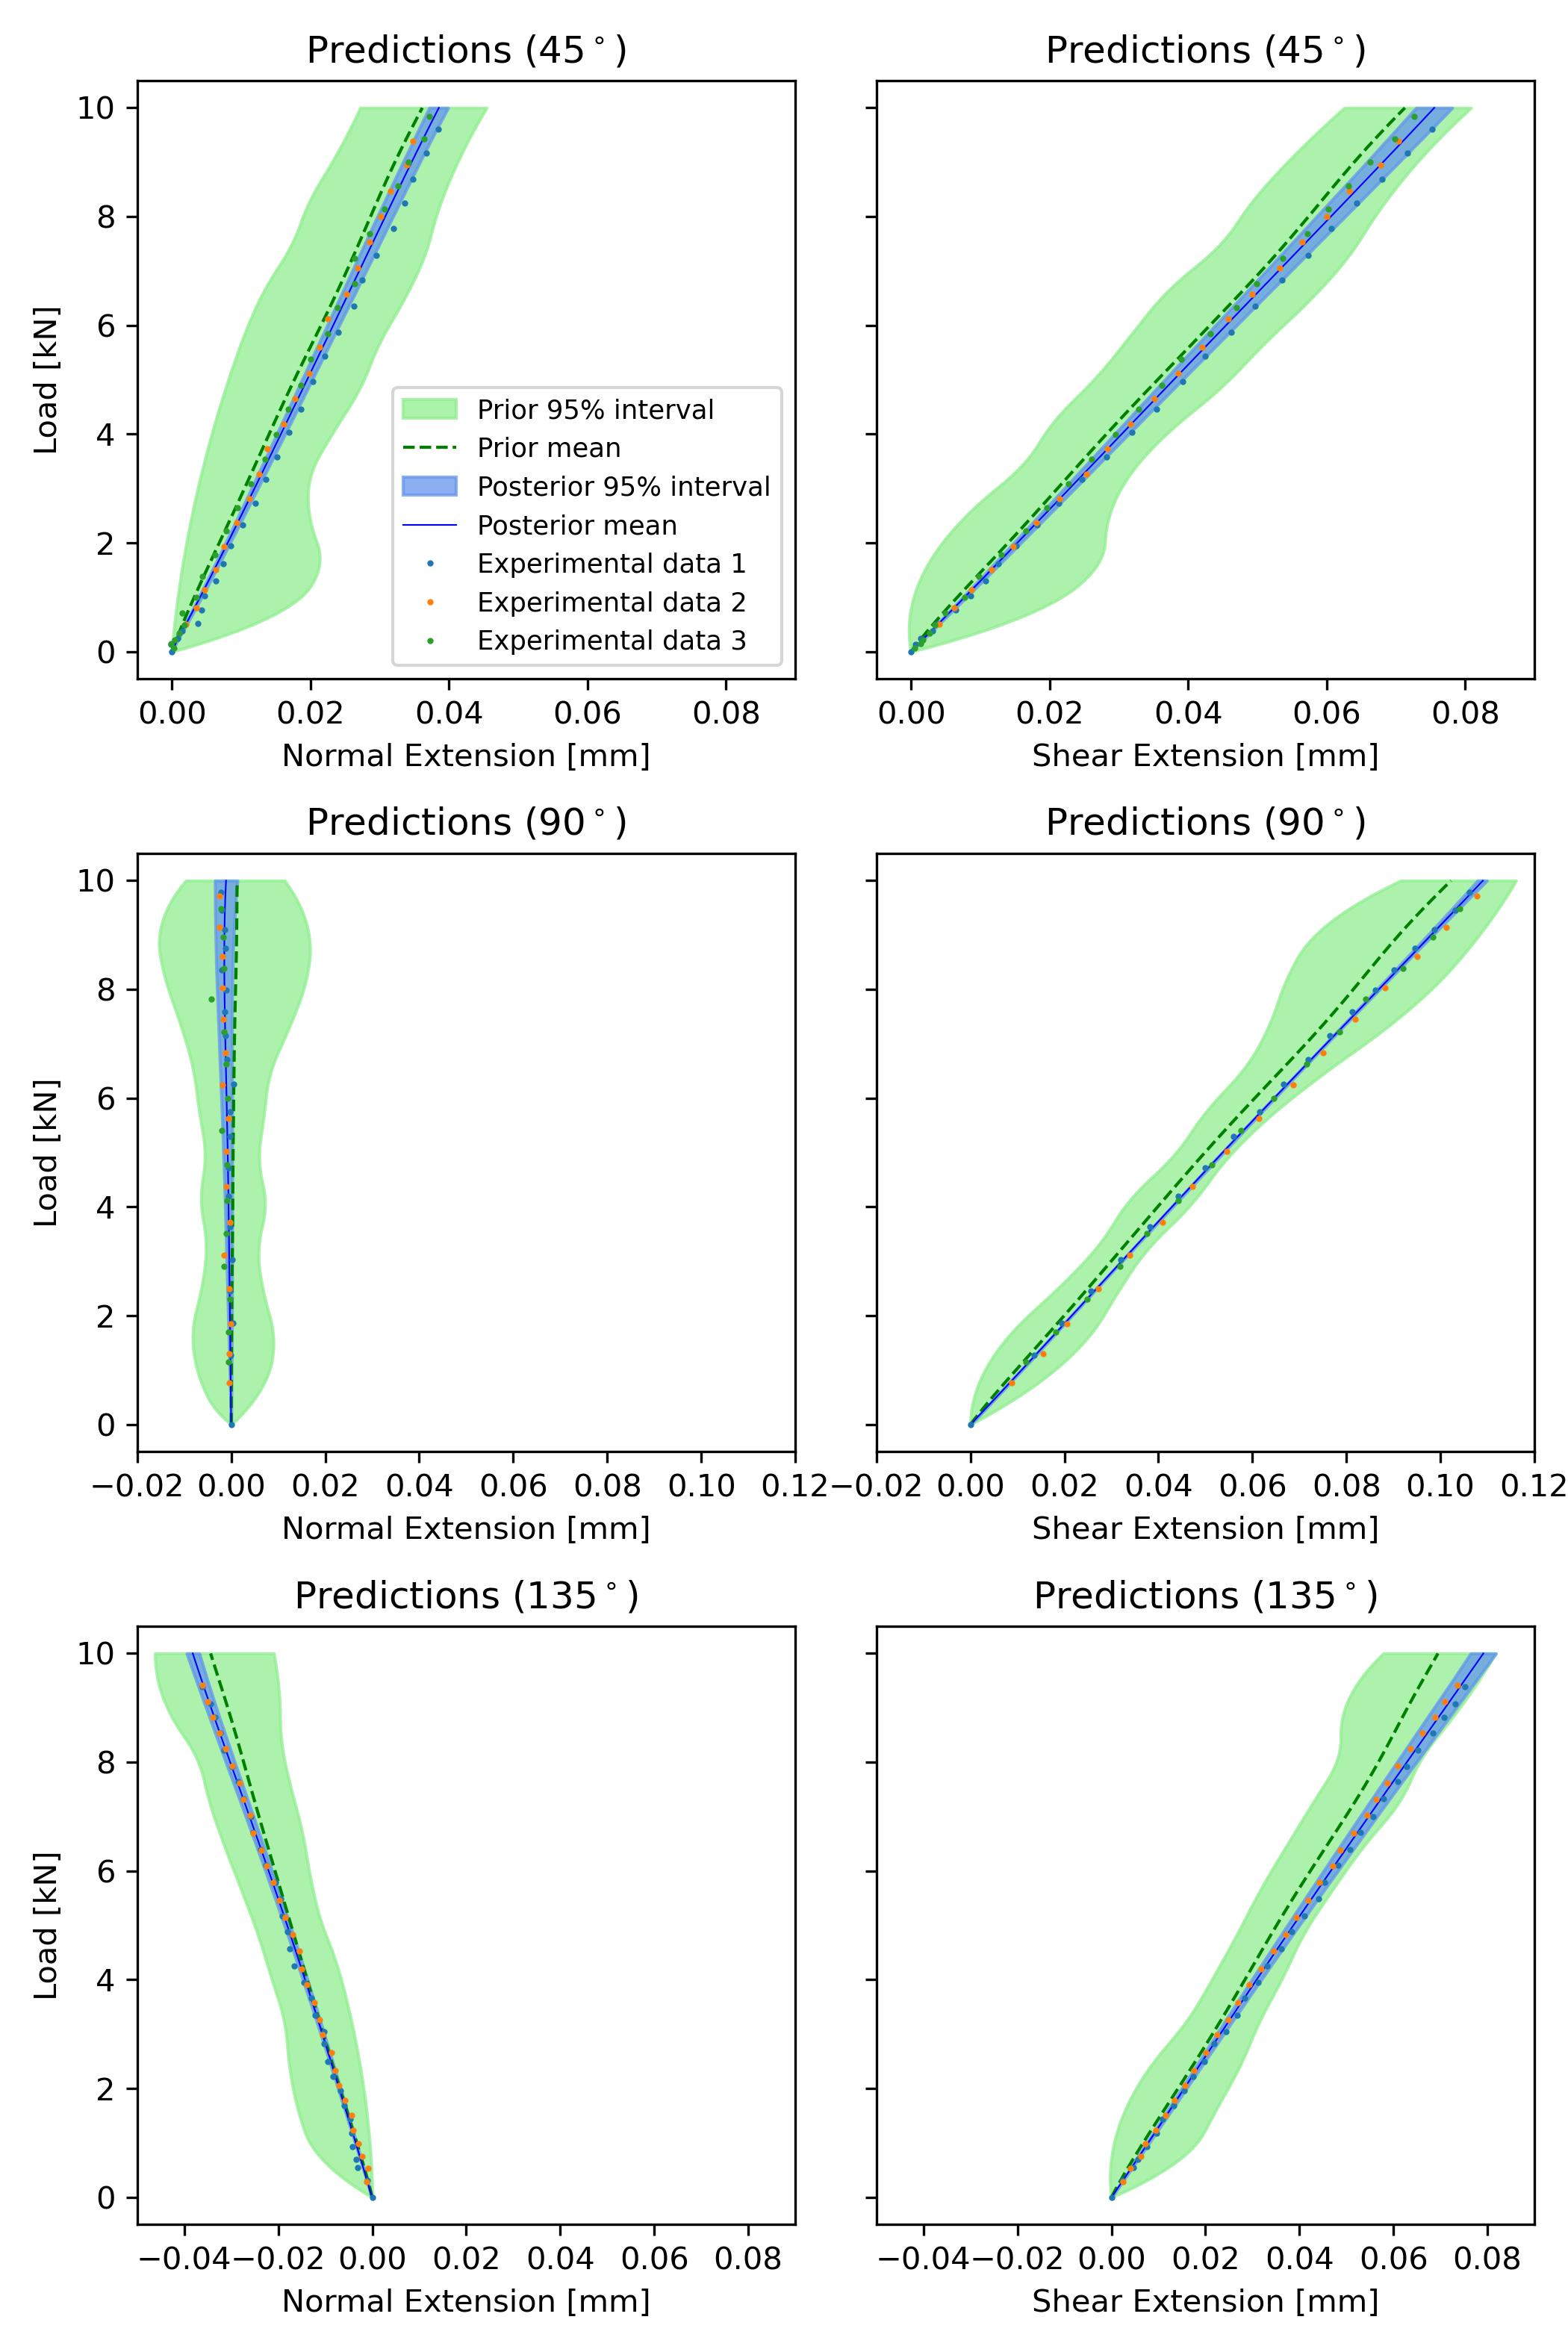 Predictions (45°)
Predictions (45°)
10
8
6
4
2
0
Load [kN]
Prior 95% interval
Prior mean
Posterior 95% interval
Posterior mean
Experimental data 1
Experimental data 2
Experimental data 3
0.00 0.02 0.04 0.06 0.08
0.00 0.02 0.04 0.06 0.08
Normal Extension [mm]
Shear Extension [mm]
Predictions (90°)
Predictions (90°)
10
8
6
4
2
0
Load [kN]
−0.02 0.00 0.02 0.04 0.06 0.08 0.10 0.12
−0.02 0.00 0.02 0.04 0.06 0.08 0.10 0.12
Normal Extension [mm]
Shear Extension [mm]
Predictions (135°)
Predictions (135°)
10
8
6
4
2
0
Load [kN]
−0.04 −0.02 0.00 0.02 0.04 0.06 0.08
−0.04 −0.02 0.00 0.02 0.04 0.06 0.08
Normal Extension [mm]
Shear Extension [mm]